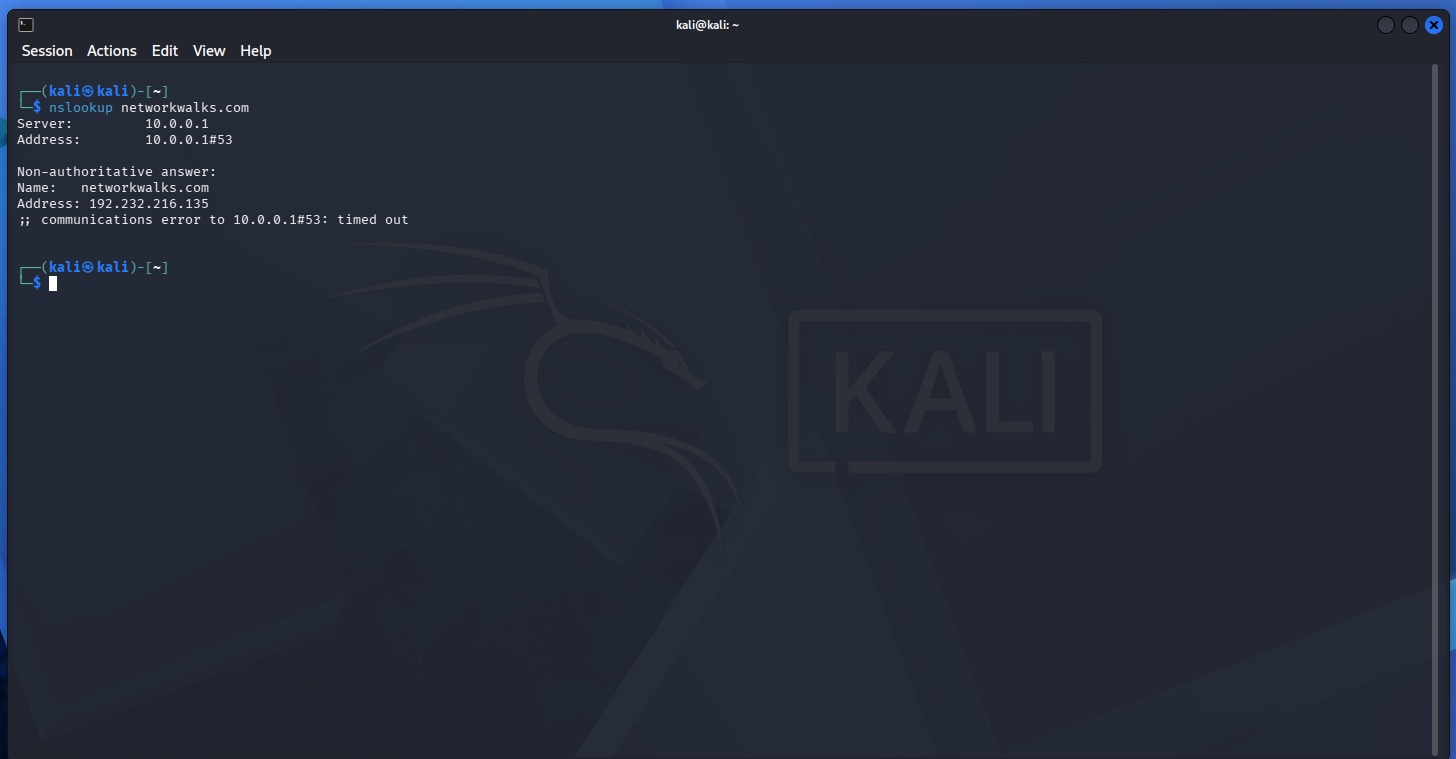 kali@kali: ~
Session Actions Edit View Help
┌──(kali㉿kali)-[~]
└─$ nslookup networkwalks.com
Server:         10.0.0.1
Address:        10.0.0.1#53

Non-authoritative answer:
Name:   networkwalks.com
Address: 192.232.216.135
;; communications error to 10.0.0.1#53: timed out

┌──(kali㉿kali)-[~]
└─$
KALI